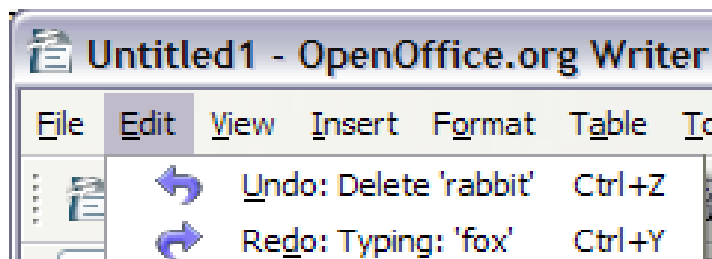 Untitled1 - OpenOffice.org Writer
File Edit View Insert Format Table
Undo: Delete 'rabbit' Ctrl+Z
Redo: Typing: 'fox' Ctrl+Y